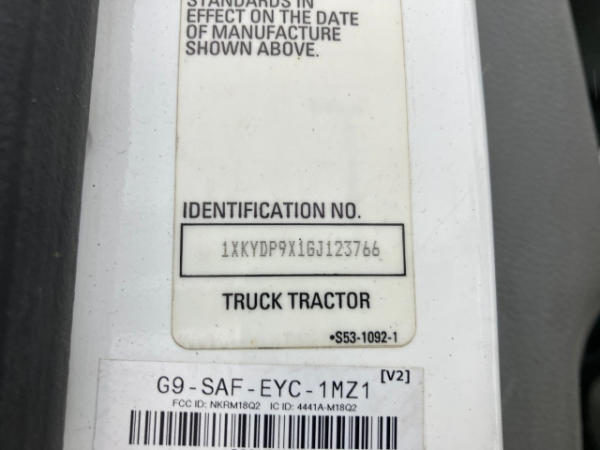 STANDARDS IN
EFFECT ON THE DATE
OF MANUFACTURE
SHOWN ABOVE.
IDENTIFICATION NO.
1XKYDP9X1GJ123766
TRUCK TRACTOR
•S53-1092-1
G9-SAF-EYC-1MZ1 [V2]
FCC ID: NKRM18Q2 IC ID: 4441A-M18Q2